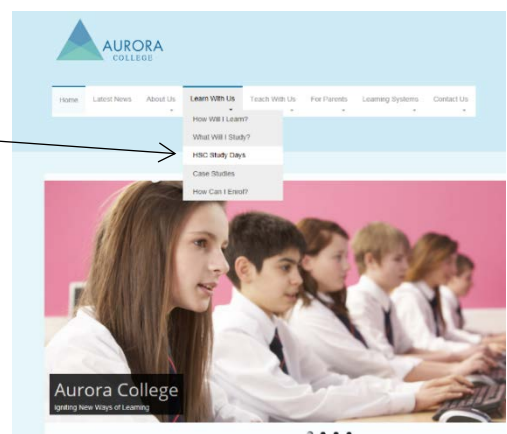 AURORA
COLLEGE
Home Latest News About Us Learn With Us Teach With Us For Parents Learning Systems Contact Us
How Will I Learn?
What Will I Study?
HSC Study Days
Case Studies
How Can I Enrol?
Aurora College
Igniting New Ways of Learning